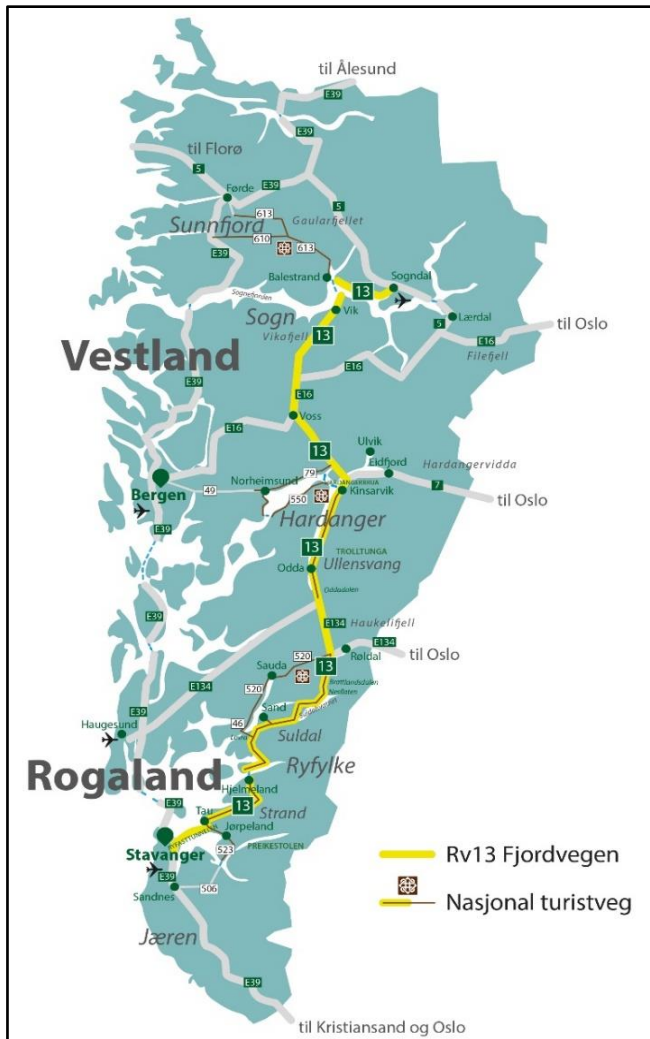 til Ålesund
E39
E39
til Florø
5
E39
5
Førde
613
Sunnfjord
Gaularfjellet
610
613
E39
Balestrand
Sogndal
13
Sognefjorden
Sogn
Vik
Lærdal
til Oslo
13
5
E16
Vikafjell
Filefjell
Vestland
E39
E16
E16
Voss
E16
13
Ulvik
Eidfjord
Hardangervidda
79
Norheimsund
Bergen
49
550
Kinsarvik
7
til Oslo
Hardanger
E39
13
TROLLTUNGA
Odda
Ullensvang
E39
E134
Haukelifjell
520
Røldal
E134
til Oslo
Sauda
13
E134
520
Haugesund
E39
46
Sand
Suldal
Rogaland
Ryfylke
Hjelmeland
E39
Tau
13
Strand
Jørpeland
Stavanger
523
PREIKESTOLEN
E39
506
Sandnes
Jæren
E39
til Kristiansand og Oslo
Rv13 Fjordvegen
Nasjonal turistveg